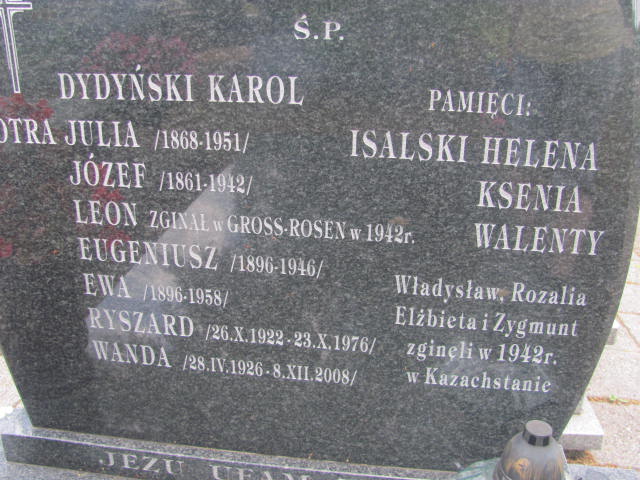 Ś.P.
DYDYŃSKI KAROL
JULIA /1868-1951/
JÓZEF /1861-1942/
LEON ZGINĄŁ w GROSS-ROSEN w 1942r.
EUGENIUSZ /1896-1946/
EWA /1896-1958/
RYSZARD /26.X.1922 - 23.X.1976/
WANDA /28.IV.1926 - 8.XII.2008/
PAMIĘCI:
ISALSKI HELENA
KSENIA
WALENTY
Władysław, Rozalia
Elżbieta i Zygmunt
zginęli w 1942r.
w Kazachstanie
JEZU UFAM